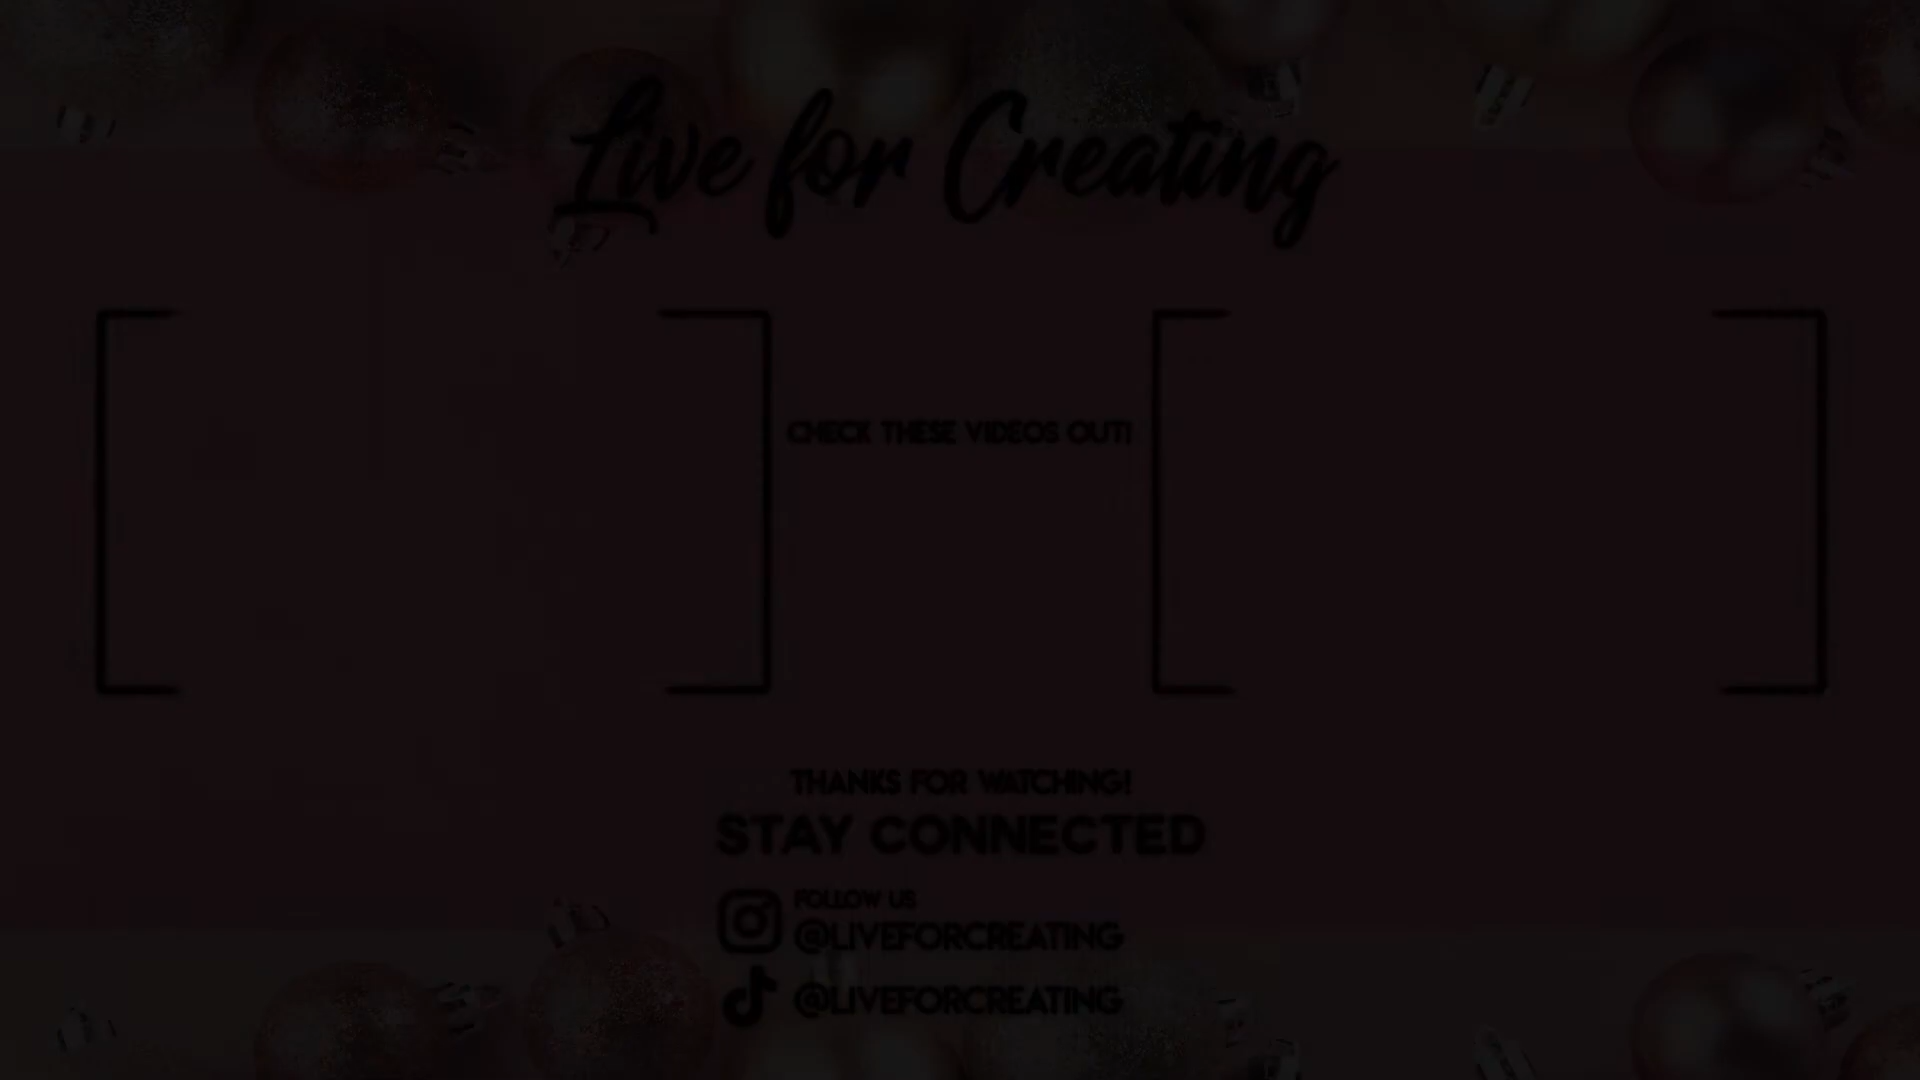 Live for Creating
CHECK THESE VIDEOS OUT!
THANKS FOR WATCHING!
STAY CONNECTED
FOLLOW US
@LIVEFORCREATING
@LIVEFORCREATING